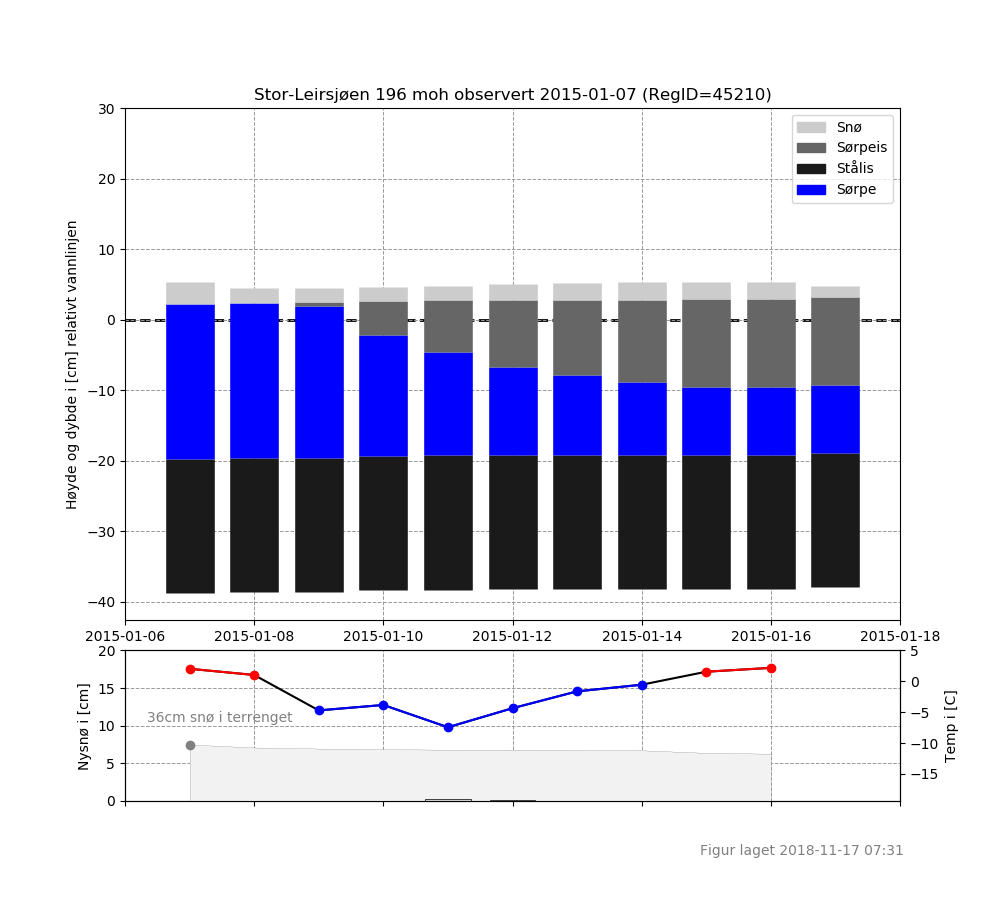 Stor-Leirsjøen 196 moh observert 2015-01-07 (RegID=45210)
Høyde og dybde i [cm] relativt vannlinjen
30
20
10
0
−10
−20
−30
−40
Snø
Sørpeis
Stålis
Sørpe
2015-01-06 2015-01-08 2015-01-10 2015-01-12 2015-01-14 2015-01-16 2015-01-18
Nysnø i [cm]
20
15
10
5
0
36cm snø i terrenget
5
0
−5
−10
−15
Temp i [C]
Figur laget 2018-11-17 07:31